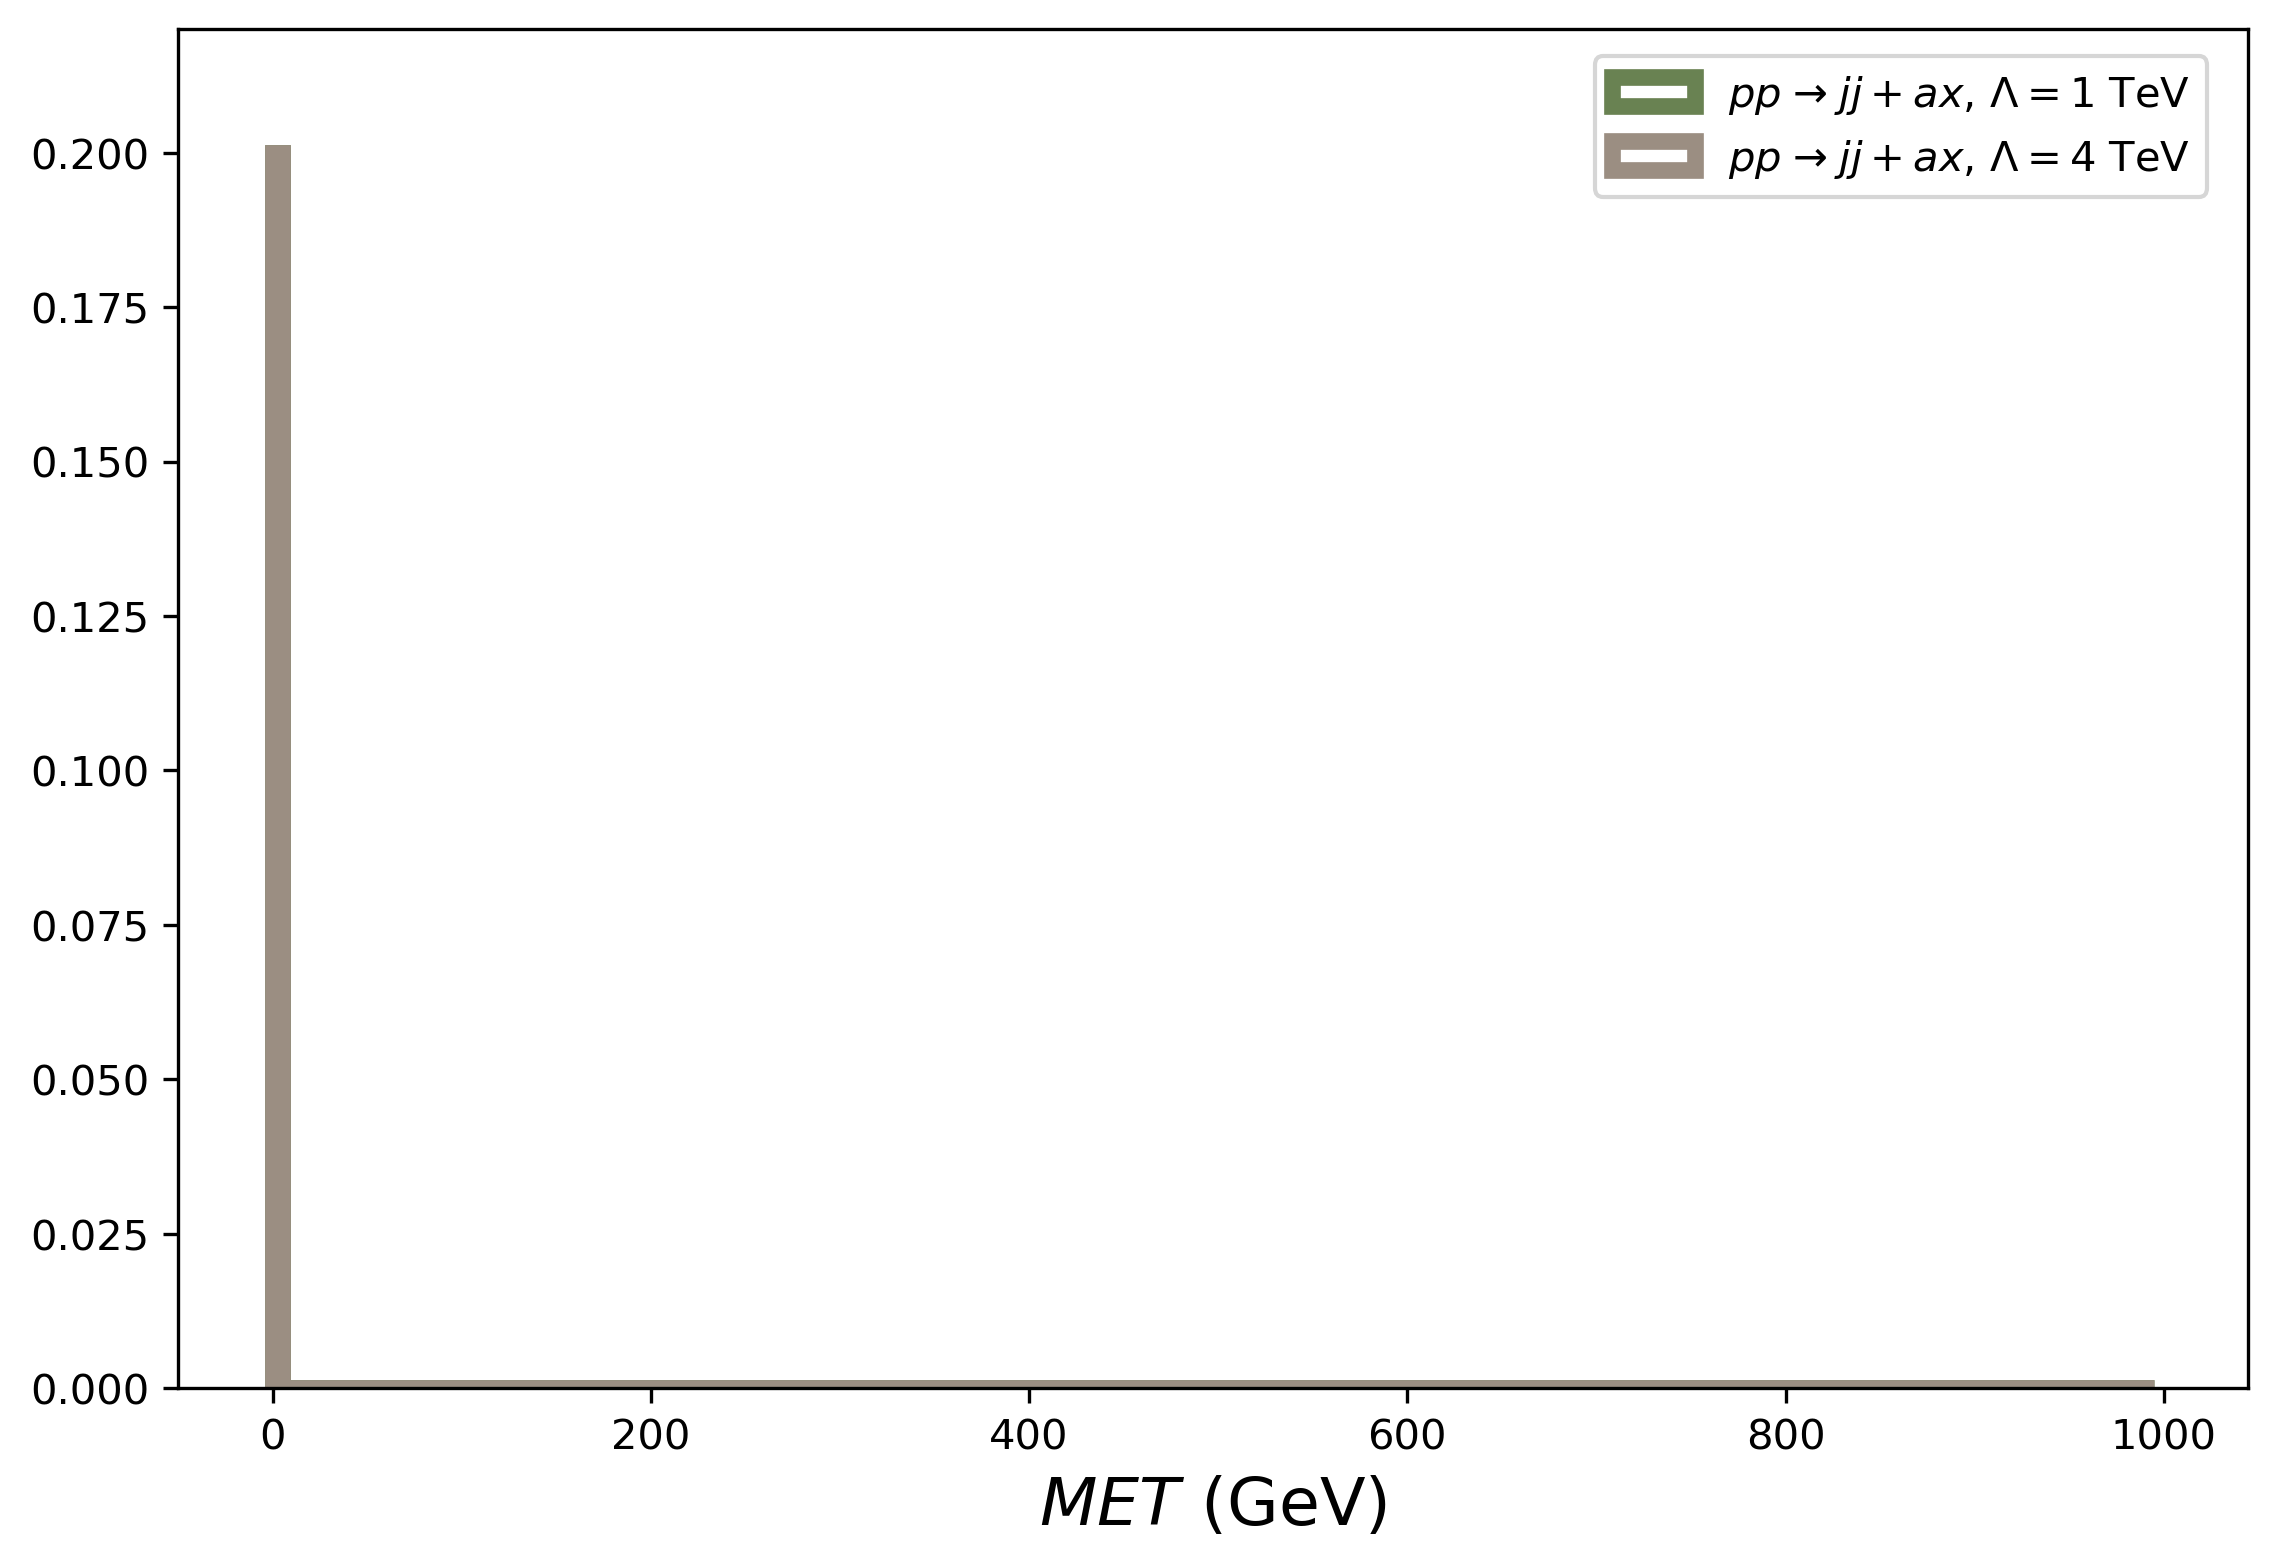 pp → jj + ax, Λ = 1 TeV
pp → jj + ax, Λ = 4 TeV
0.200
0.175
0.150
0.125
0.100
0.075
0.050
0.025
0.000
0 200 400 600 800 1000
MET (GeV)